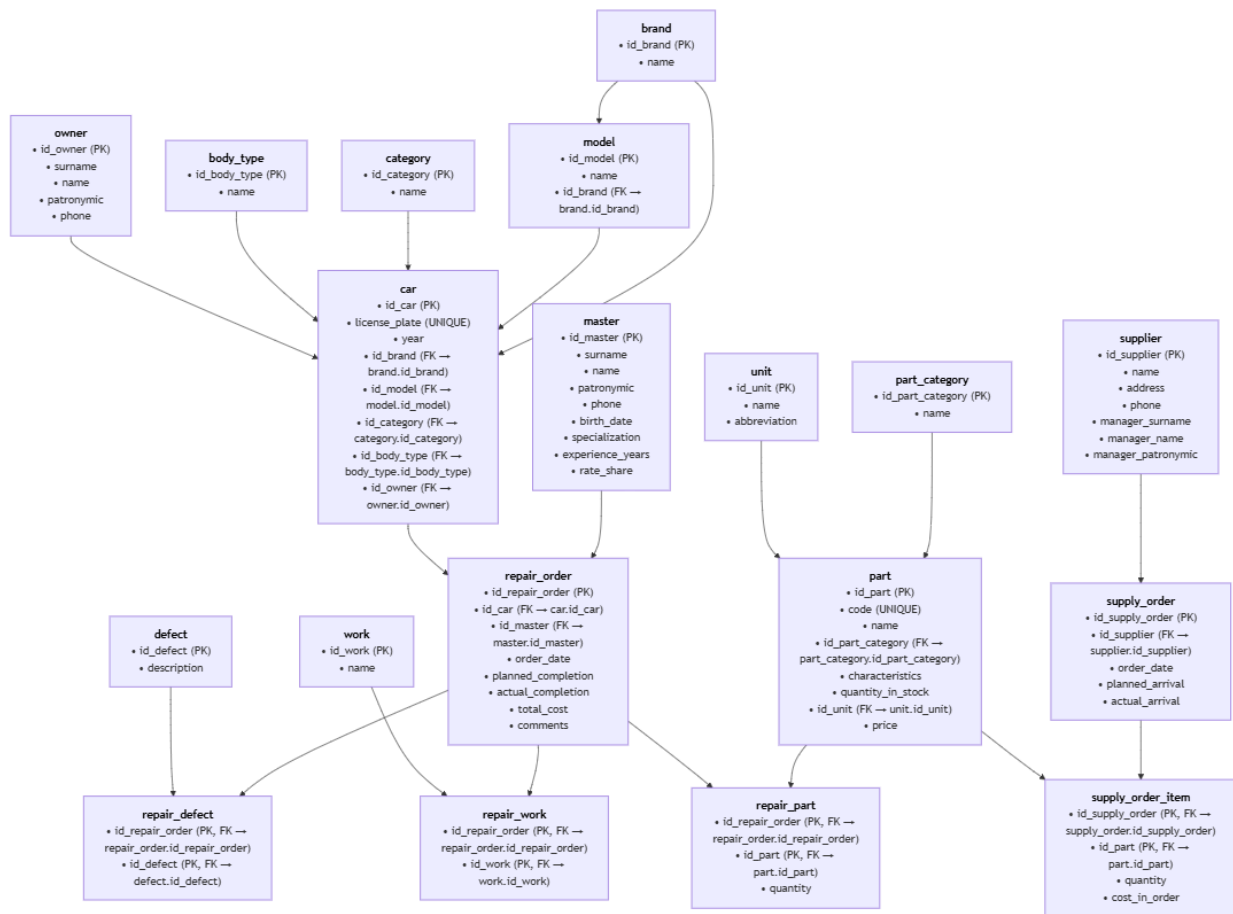 brand
• id_brand (PK)
• name
owner
• id_owner (PK)
• surname
• name
• patronymic
• phone
body_type
• id_body_type (PK)
• name
category
• id_category (PK)
• name
model
• id_model (PK)
• name
• id_brand (FK →
brand.id_brand)
car
• id_car (PK)
• license_plate (UNIQUE)
• year
• id_brand (FK →
brand.id_brand)
• id_model (FK →
model.id_model)
• id_category (FK →
category.id_category)
• id_body_type (FK →
body_type.id_body_type)
• id_owner (FK →
owner.id_owner)
master
• id_master (PK)
• surname
• name
• patronymic
• phone
• birth_date
• specialization
• experience_years
• rate_share
unit
• id_unit (PK)
• name
• abbreviation
part_category
• id_part_category (PK)
• name
supplier
• id_supplier (PK)
• name
• address
• phone
• manager_surname
• manager_name
• manager_patronymic
repair_order
• id_repair_order (PK)
• id_car (FK → car.id_car)
• id_master (FK →
master.id_master)
• order_date
• planned_completion
• actual_completion
• total_cost
• comments
part
• id_part (PK)
• code (UNIQUE)
• name
• id_part_category (FK →
part_category.id_part_category)
• characteristics
• quantity_in_stock
• id_unit (FK → unit.id_unit)
• price
supply_order
• id_supply_order (PK)
• id_supplier (FK →
supplier.id_supplier)
• order_date
• planned_arrival
• actual_arrival
defect
• id_defect (PK)
• description
work
• id_work (PK)
• name
repair_defect
• id_repair_order (PK, FK →
repair_order.id_repair_order)
• id_defect (PK, FK →
defect.id_defect)
repair_work
• id_repair_order (PK, FK →
repair_order.id_repair_order)
• id_work (PK, FK →
work.id_work)
repair_part
• id_repair_order (PK, FK →
repair_order.id_repair_order)
• id_part (PK, FK →
part.id_part)
• quantity
supply_order_item
• id_supply_order (PK, FK →
supply_order.id_supply_order)
• id_part (PK, FK →
part.id_part)
• quantity
• cost_in_order